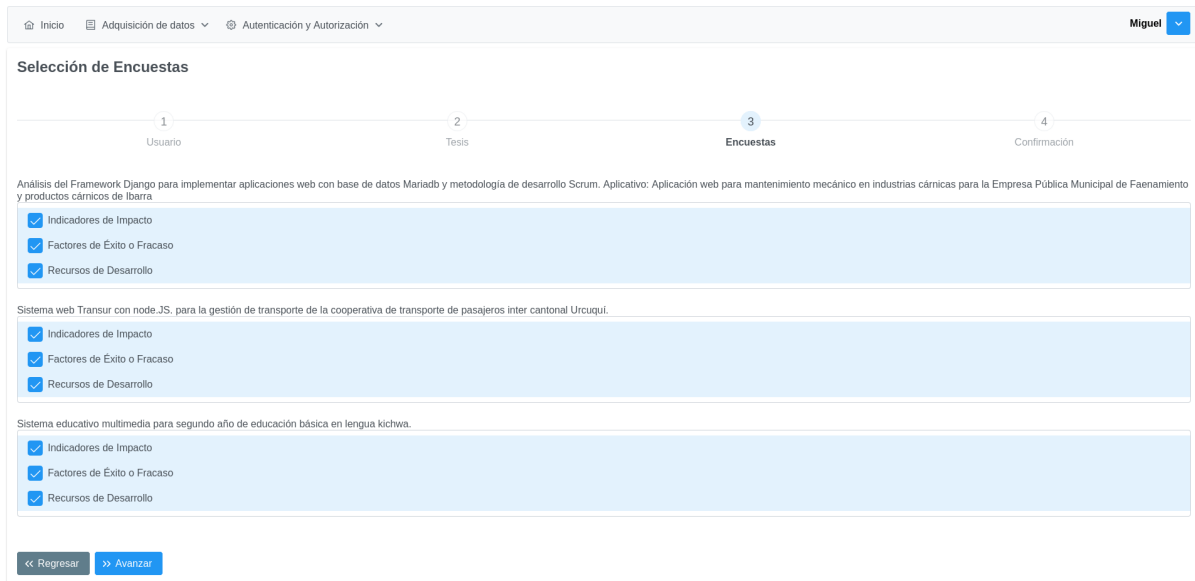 Inicio Adquisición de datos Autenticación y Autorización Miguel
Selección de Encuestas
1 2 3 4
Usuario Tesis Encuestas Confirmación
Análisis del Framework Django para implementar aplicaciones web con base de datos Mariadb y metodología de desarrollo Scrum. Aplicativo: Aplicación web para mantenimiento mecánico en industrias cárnicas para la Empresa Pública Municipal de Faenamiento
y productos cárnicos de Ibarra
Indicadores de Impacto
Factores de Éxito o Fracaso
Recursos de Desarrollo
Sistema web Transur con node.JS. para la gestión de transporte de la cooperativa de transporte de pasajeros inter cantonal Urcuquí.
Indicadores de Impacto
Factores de Éxito o Fracaso
Recursos de Desarrollo
Sistema educativo multimedia para segundo año de educación básica en lengua kichwa.
Indicadores de Impacto
Factores de Éxito o Fracaso
Recursos de Desarrollo
Regresar Avanzar